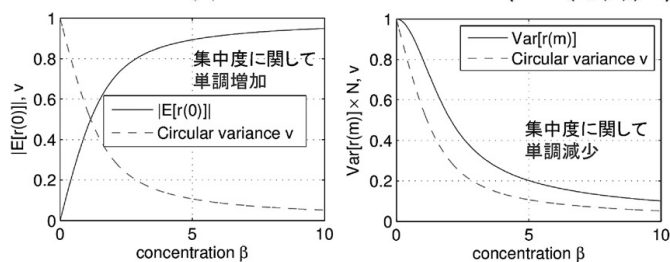 |E[r(0)]|, v
1
0.8
0.6
0.4
0.2
0
集中度に関して
単調増加
|E[r(0)]|
Circular variance v
0
5
10
concentration β
Var[r(m)] × N, v
1
0.8
0.6
0.4
0.2
0
Var[r(m)]
Circular variance v
集中度に関して
単調減少
0
5
10
concentration β